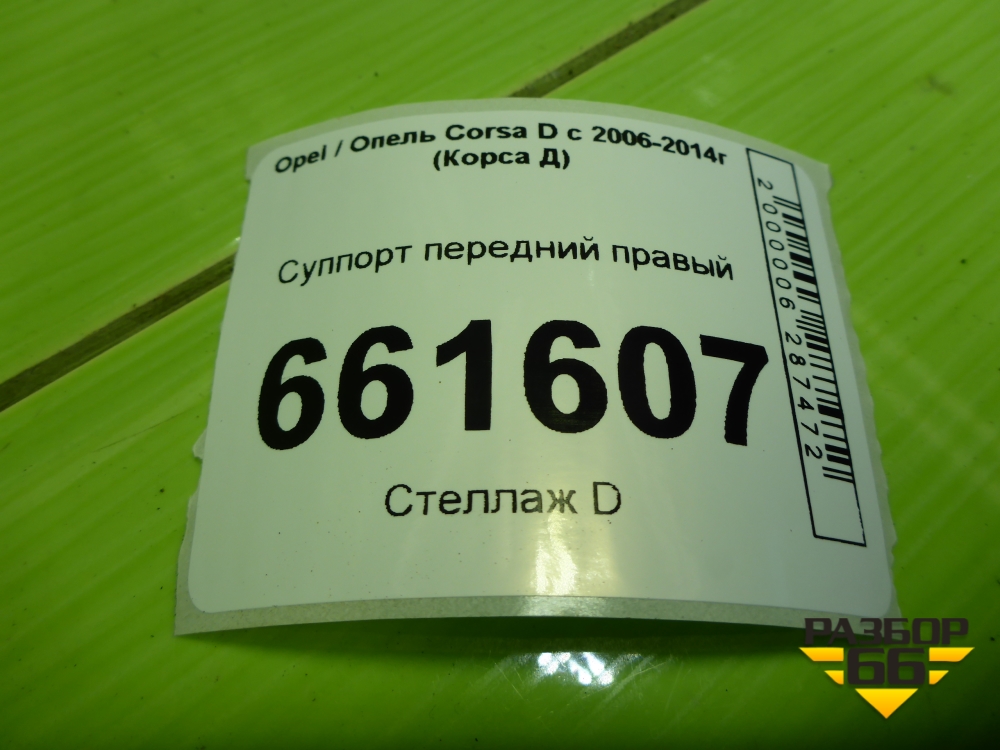 Opel / Опель Corsa D с 2006-2014г
(Корса Д)
Суппорт передний правый
661607
Стеллаж D
2000006287472
РАЗБОР
66